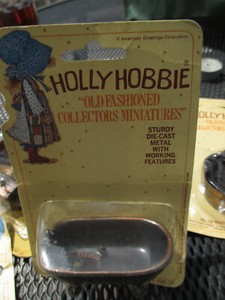 © American Greetings Corporation
HOLLY HOBBIE
"OLD FASHIONED
COLLECTORS MINIATURES"
STURDY
DIE-CAST
METAL
WITH
WORKING
FEATURES